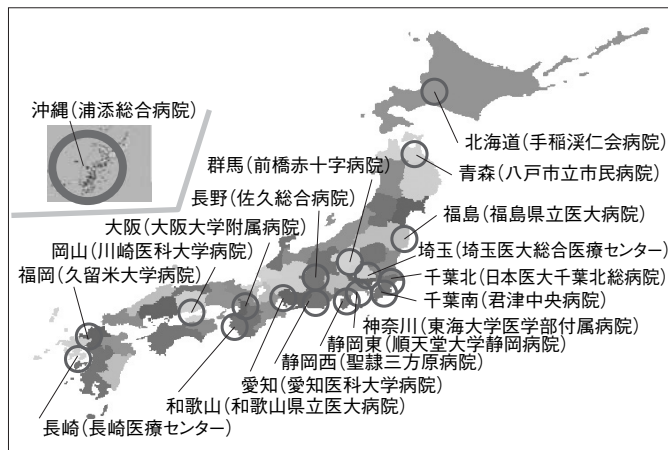 沖縄（浦添総合病院）
北海道（手稲渓仁会病院）
群馬（前橋赤十字病院）
青森（八戸市立市民病院）
長野（佐久総合病院）
福島（福島県立医大病院）
大阪（大阪大学附属病院）
岡山（川崎医科大学病院）
埼玉（埼玉医大総合医療センター）
福岡（久留米大学病院）
千葉北（日本医大千葉北総病院）
千葉南（君津中央病院）
神奈川（東海大学医学部付属病院）
静岡東（順天堂大学静岡病院）
静岡西（聖隷三方原病院）
愛知（愛知医科大学病院）
和歌山（和歌山県立医大病院）
長崎（長崎医療センター）